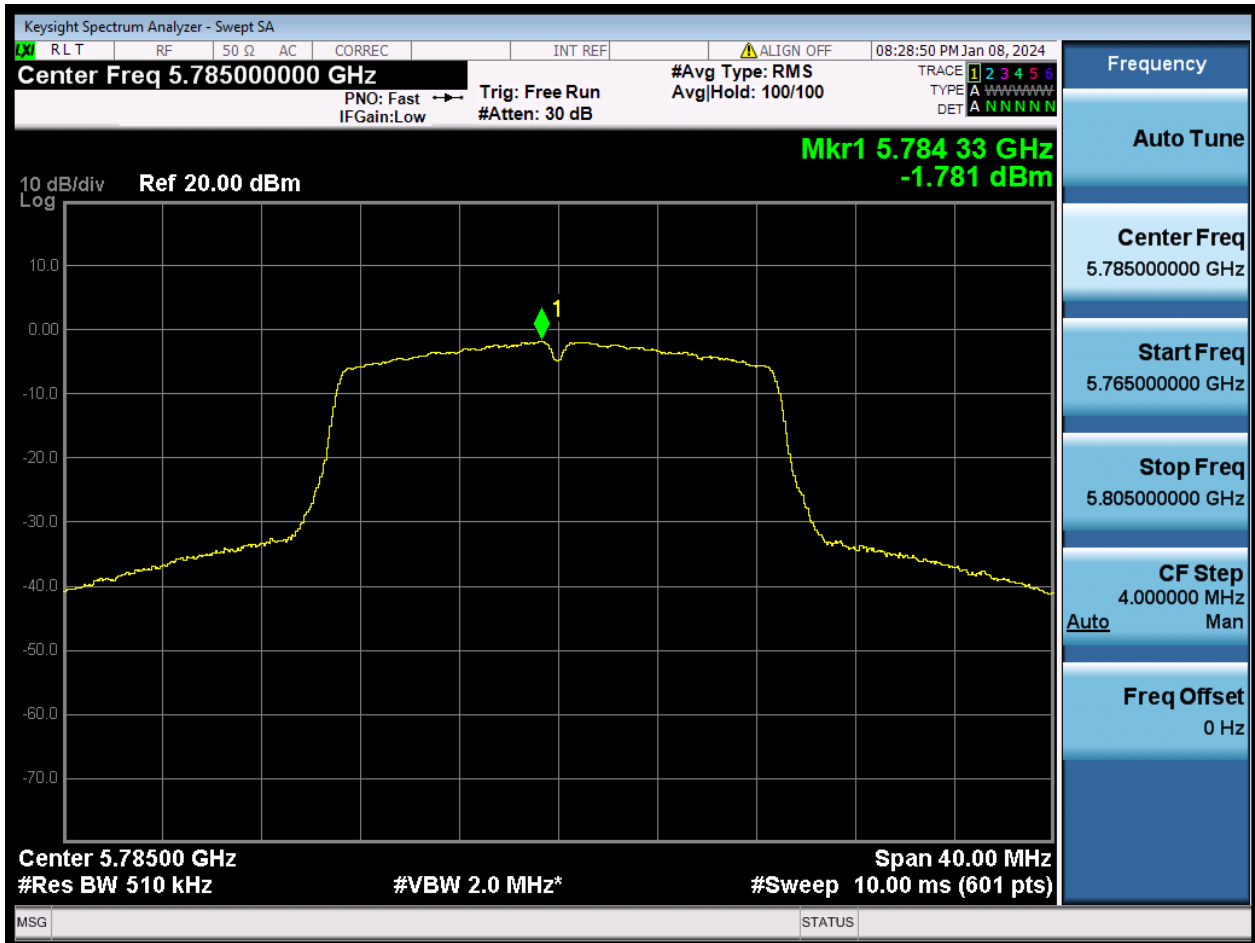 Keysight Spectrum Analyzer - Swept SA
LXI RLT RF 50 Ω AC CORREC INT REF ALIGN OFF 08:28:50 PM Jan 08, 2024
Center Freq 5.785000000 GHz
PNO: Fast
IFGain:Low
Trig: Free Run
#Atten: 30 dB
#Avg Type: RMS
Avg|Hold: 100/100
TRACE 1 2 3 4 5 6
TYPE A WWWWW
DET A N N N N N
Mkr1 5.784 33 GHz
-1.781 dBm
10 dB/div
Log
Ref 20.00 dBm
1
10.0
0.00
-10.0
-20.0
-30.0
-40.0
-50.0
-60.0
-70.0
Center 5.78500 GHz
Span 40.00 MHz
#Res BW 510 kHz
#VBW 2.0 MHz*
#Sweep 10.00 ms (601 pts)
MSG
STATUS
Frequency
Auto Tune
Center Freq
5.785000000 GHz
Start Freq
5.765000000 GHz
Stop Freq
5.805000000 GHz
CF Step
4.000000 MHz
Auto Man
Freq Offset
0 Hz